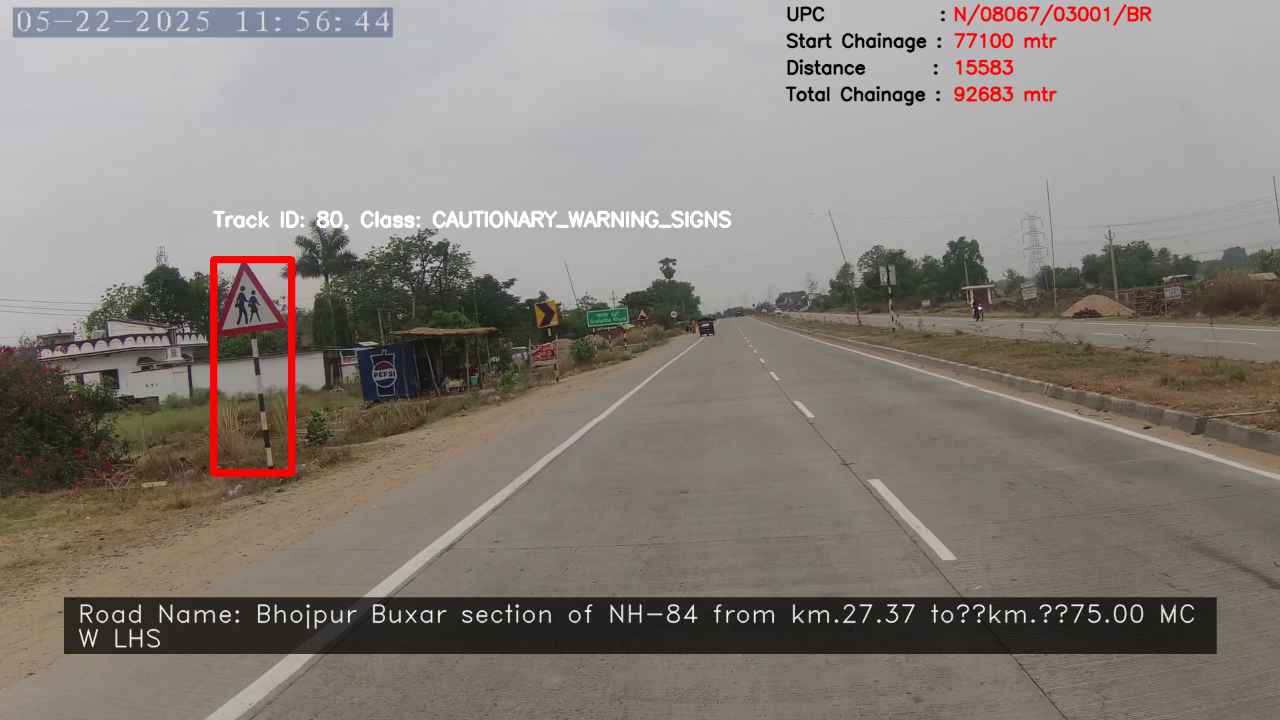 05-22-2025 11:56:44
UPC : N/08067/03001/BR
Start Chainage : 77100 mtr
Distance : 15583
Total Chainage : 92683 mtr
Track ID: 80, Class: CAUTIONARY_WARNING_SIGNS
PEPSI
Road Name: Bhojpur Buxar section of NH-84 from km.27.37 to??km.??75.00 MC
W LHS